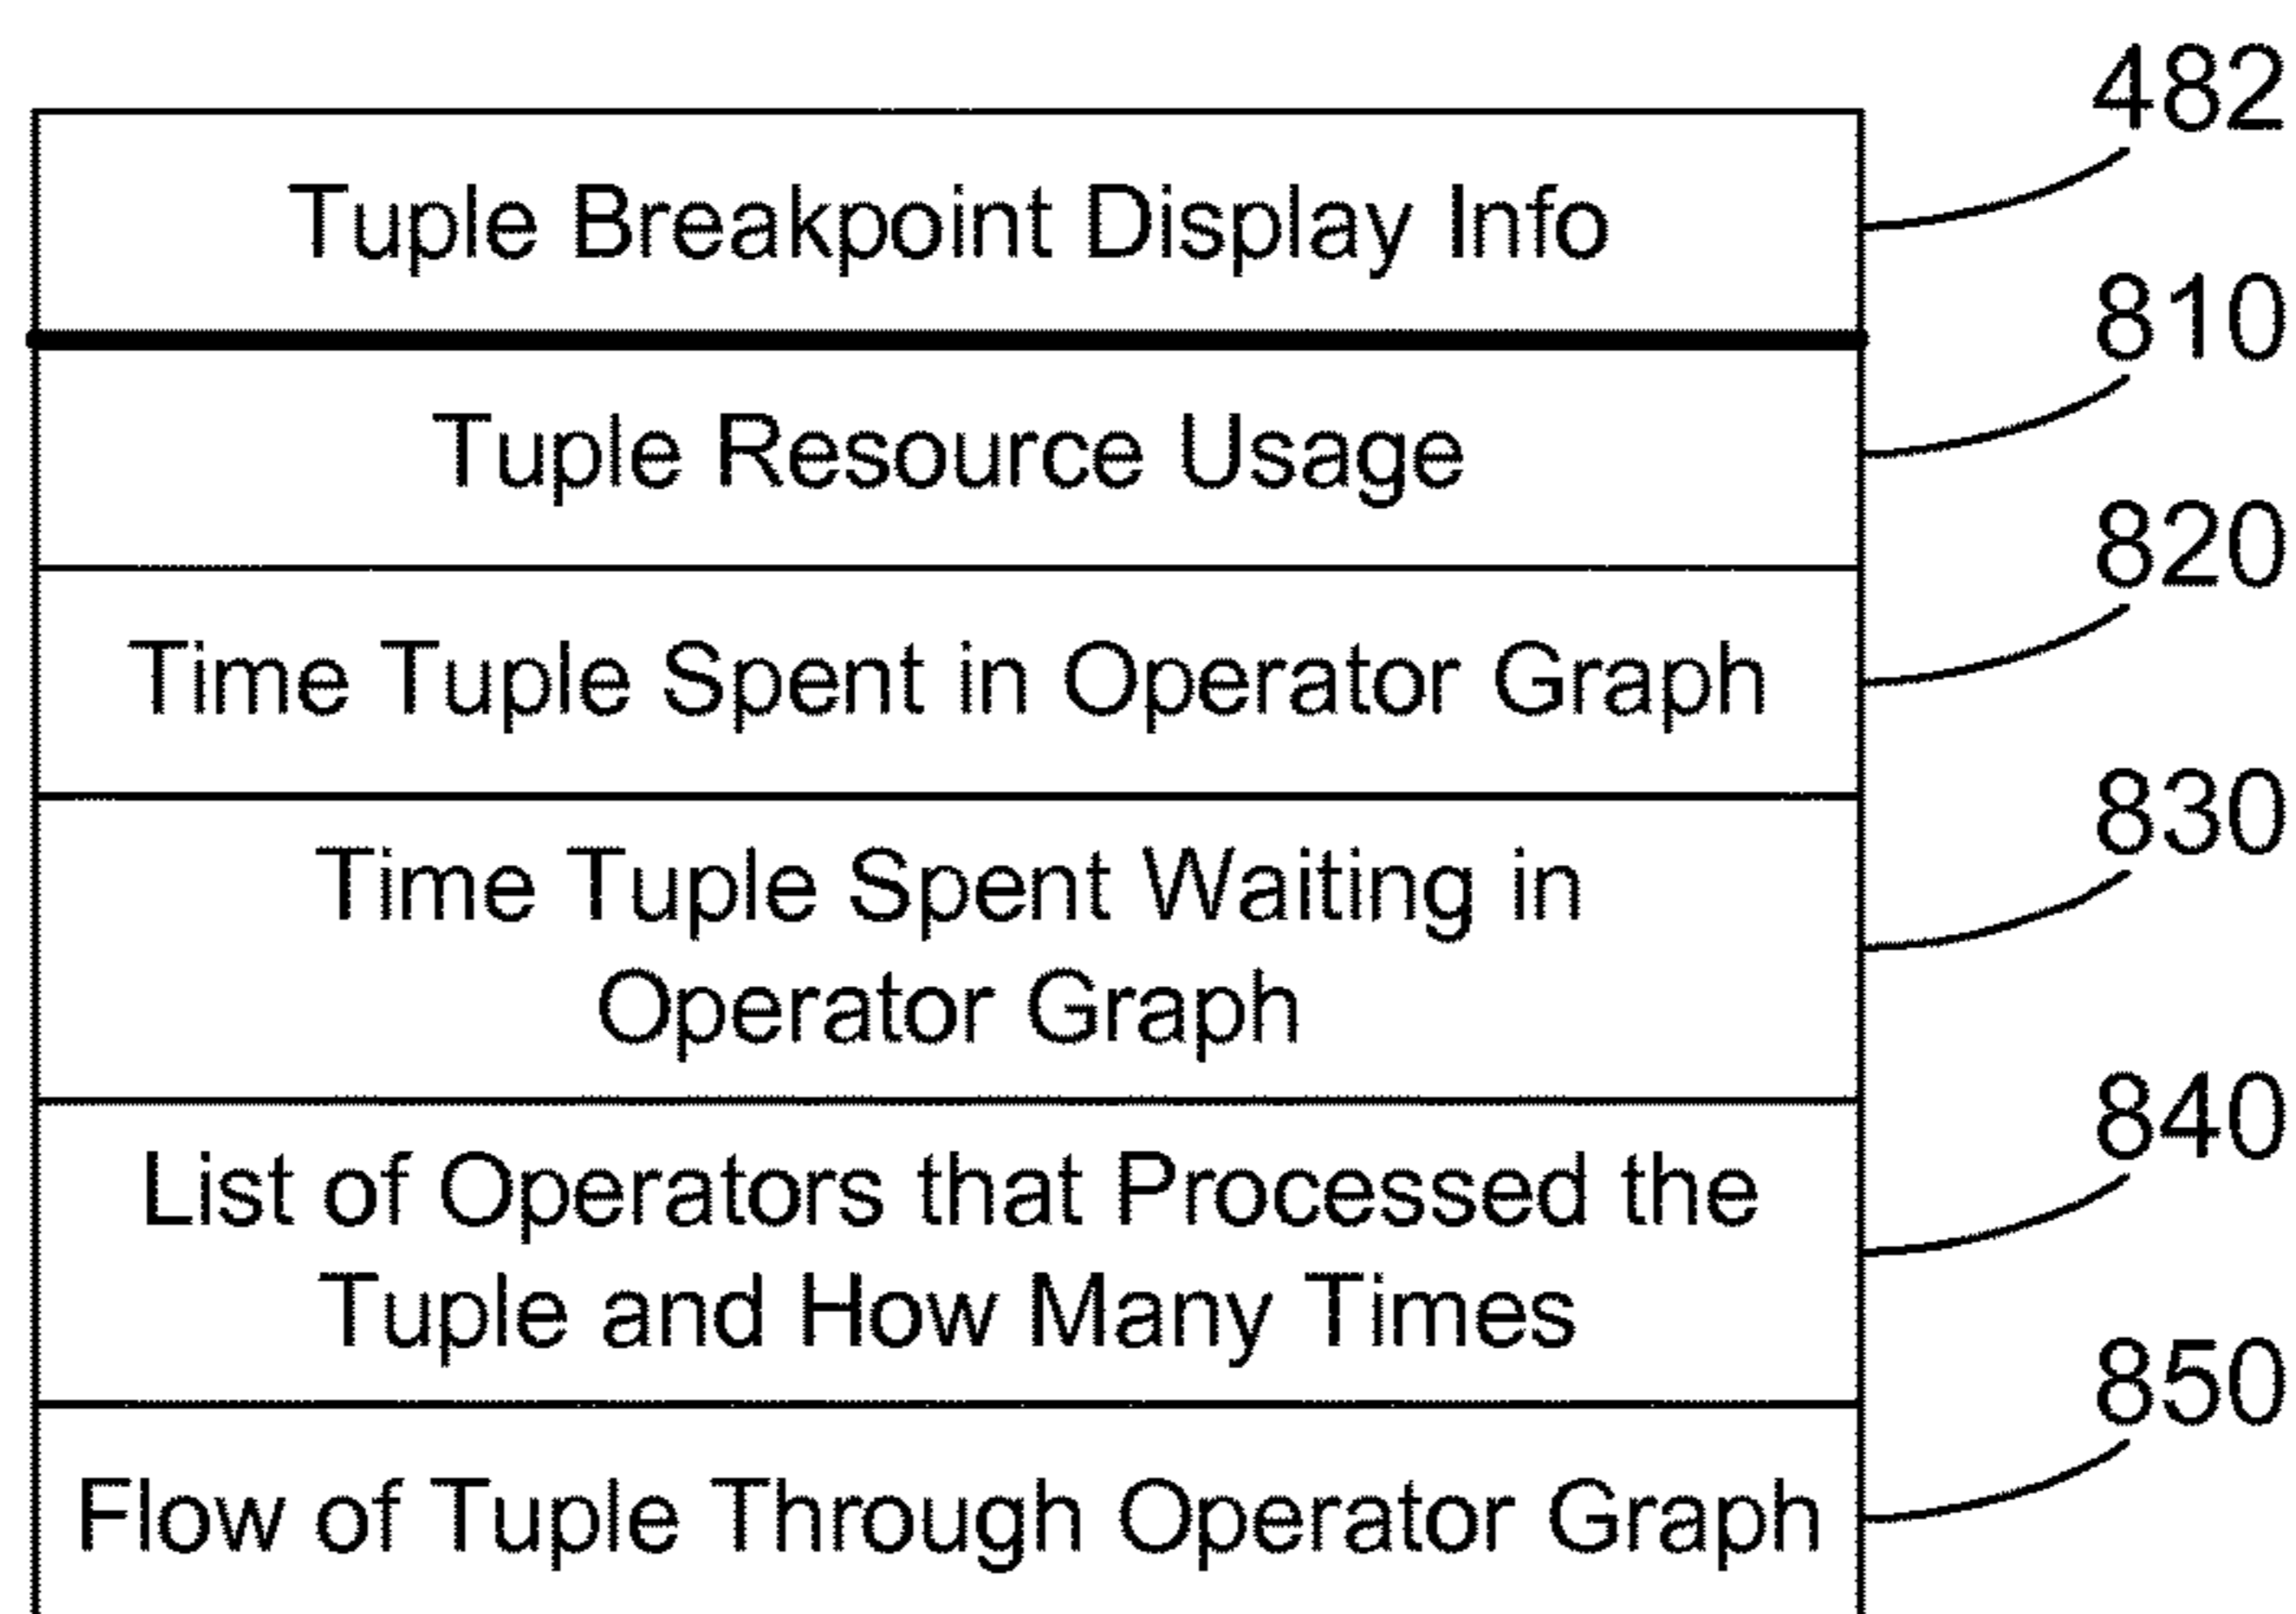 482
Tuple Breakpoint Display Info
810
Tuple Resource Usage
820
Time Tuple Spent in Operator Graph
830
Time Tuple Spent Waiting in
Operator Graph
840
List of Operators that Processed the
Tuple and How Many Times
850
Flow of Tuple Through Operator Graph